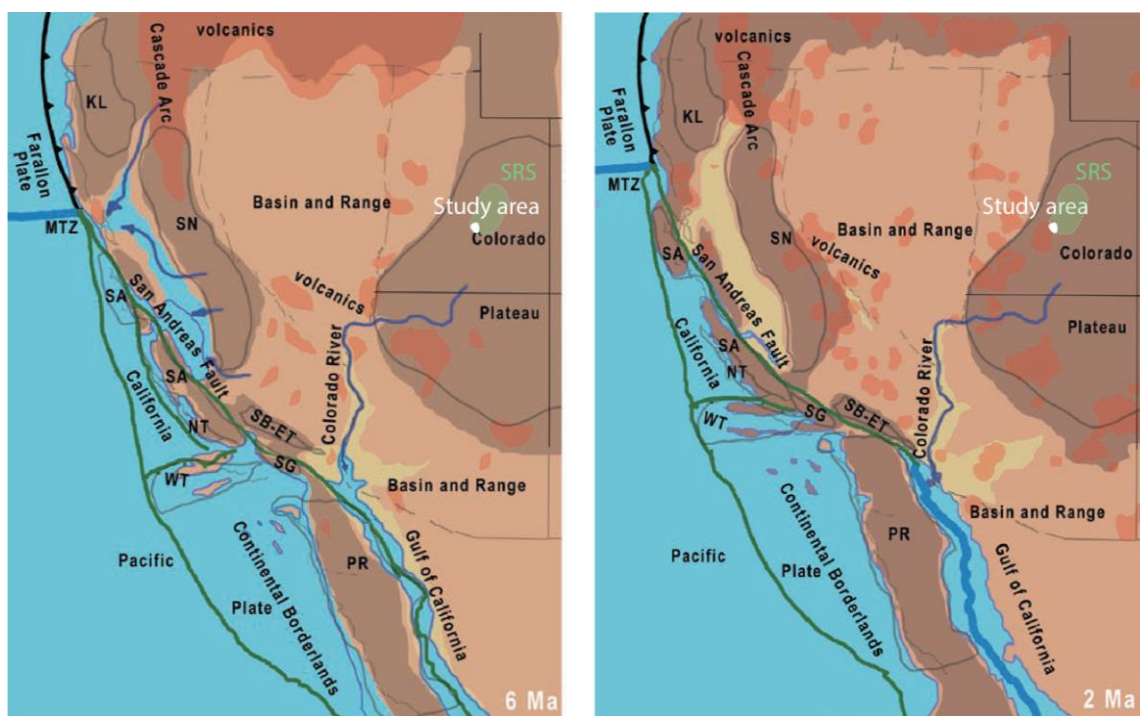 volcanics
Cascade Arc
KL
Farallon
Plate
MTZ
SN
Basin and Range
SRS
Study area
Colorado
volcanics
Plateau
SA
San Andreas Fault
SA
California
NT
SB-ET
SG
Colorado River
WT
Basin and Range
Pacific
Plate
Continental Borderlands
PR
Gulf of California
6 Ma
volcanics
Cascade Arc
KL
Farallon
Plate
MTZ
SN
Basin and Range
SRS
Study area
Colorado
volcanics
Plateau
SA
San Andreas Fault
SA
California
NT
SB-ET
SG
Colorado River
WT
Basin and Range
Pacific
Plate
Continental Borderlands
PR
Gulf of California
2 Ma